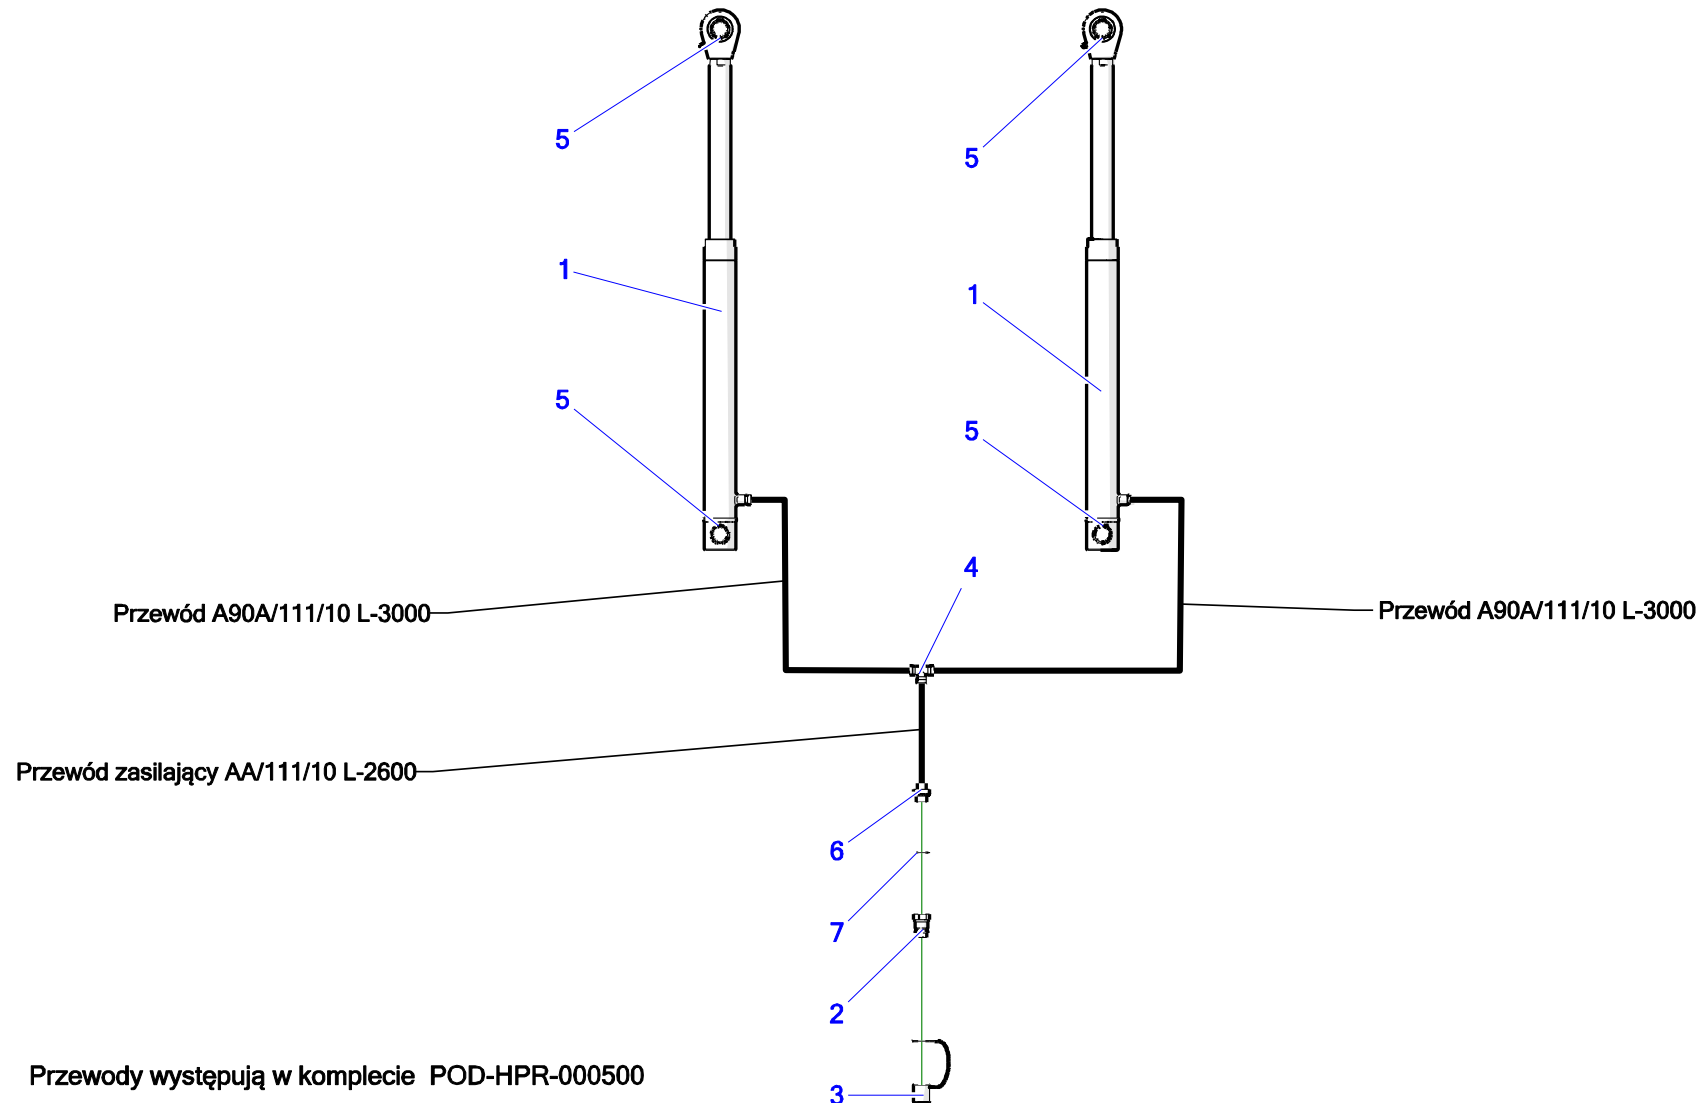 5
5
1
1
5
5
4
Przewód A90A/111/10 L-3000
Przewód A90A/111/10 L-3000
Przewód zasilający AA/111/10 L-2600
6
7
2
Przewody występują w komplecie POD-HPR-000500
3